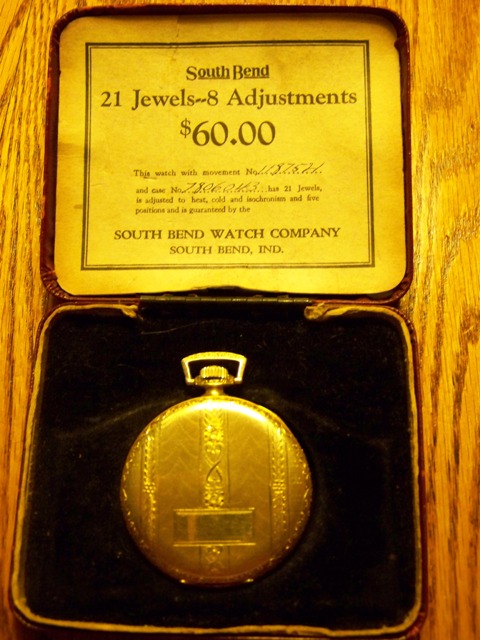 South Bend
21 Jewels--8 Adjustments
$60.00
This watch with movement No. 1187521.
and case No. 7806043 has 21 Jewels,
is adjusted to heat, cold and isochronism and five
positions and is guaranteed by the
SOUTH BEND WATCH COMPANY
SOUTH BEND, IND.